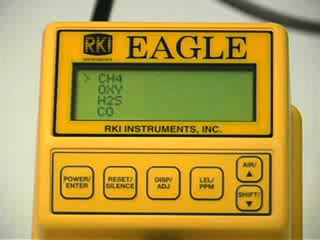 RKI EAGLE
INSTRUMENTS
> CH4
OXY
H2S
CO
RKI INSTRUMENTS, INC.
POWER/ RESET/ DISP/ LEL/ AIR/▲
ENTER SILENCE ADJ PPM SHIFT/▼